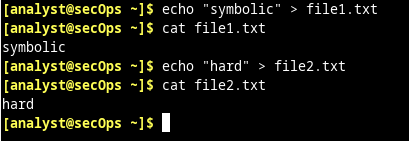 [analyst@secOps ~]$ echo "symbolic" > file1.txt
[analyst@secOps ~]$ cat file1.txt
symbolic
[analyst@secOps ~]$ echo "hard" > file2.txt
[analyst@secOps ~]$ cat file2.txt
hard
[analyst@secOps ~]$